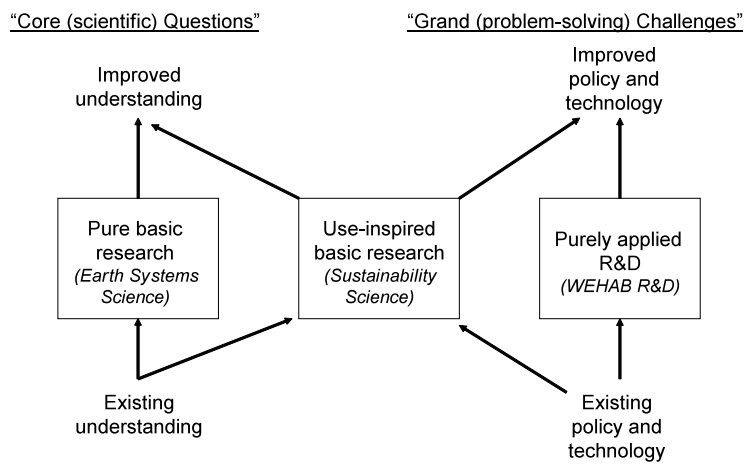 “Core (scientific) Questions”
“Grand (problem-solving) Challenges”
Improved
understanding
Improved
policy and
technology
Pure basic
research
(Earth Systems
Science)
Use-inspired
basic research
(Sustainability
Science)
Purely applied
R&D
(WEHAB R&D)
Existing
understanding
Existing
policy and
technology